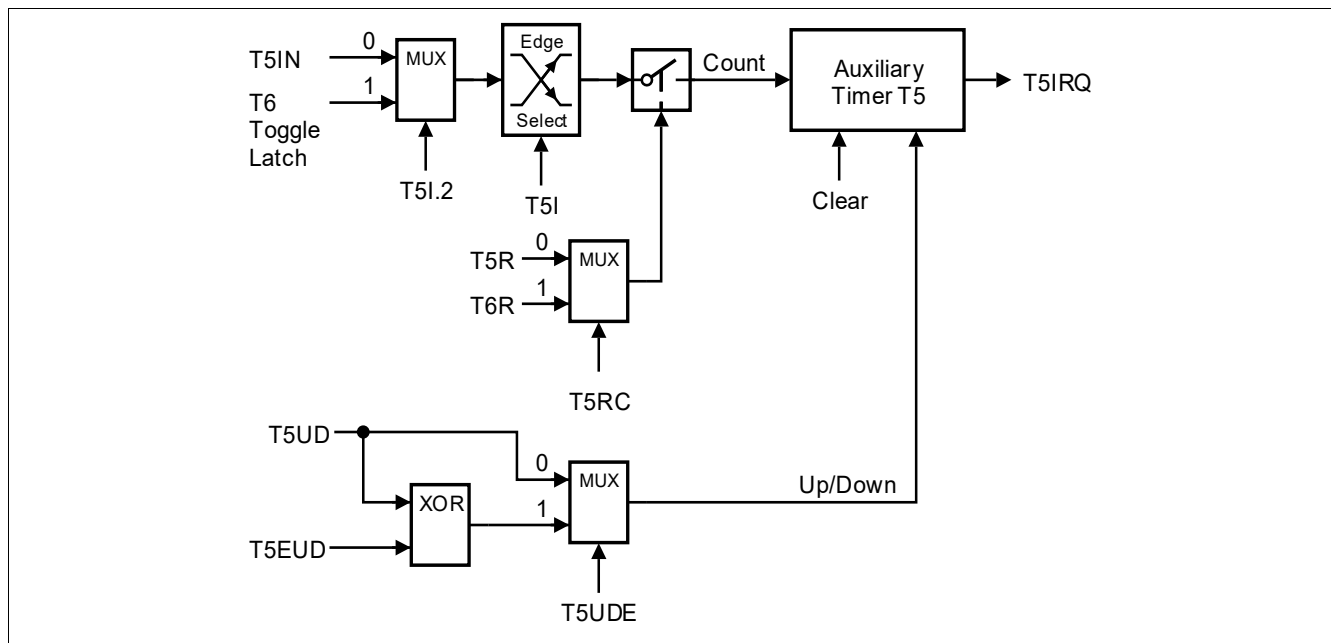 T5IN
0
MUX
Edge
Select
Count
Auxiliary
Timer T5
T5IRQ
T6
Toggle
Latch
1
T5I.2
T5I
Clear
T5R
0
MUX
T6R
1
T5RC
T5UD
0
MUX
Up/Down
XOR
1
T5EUD
T5UDE